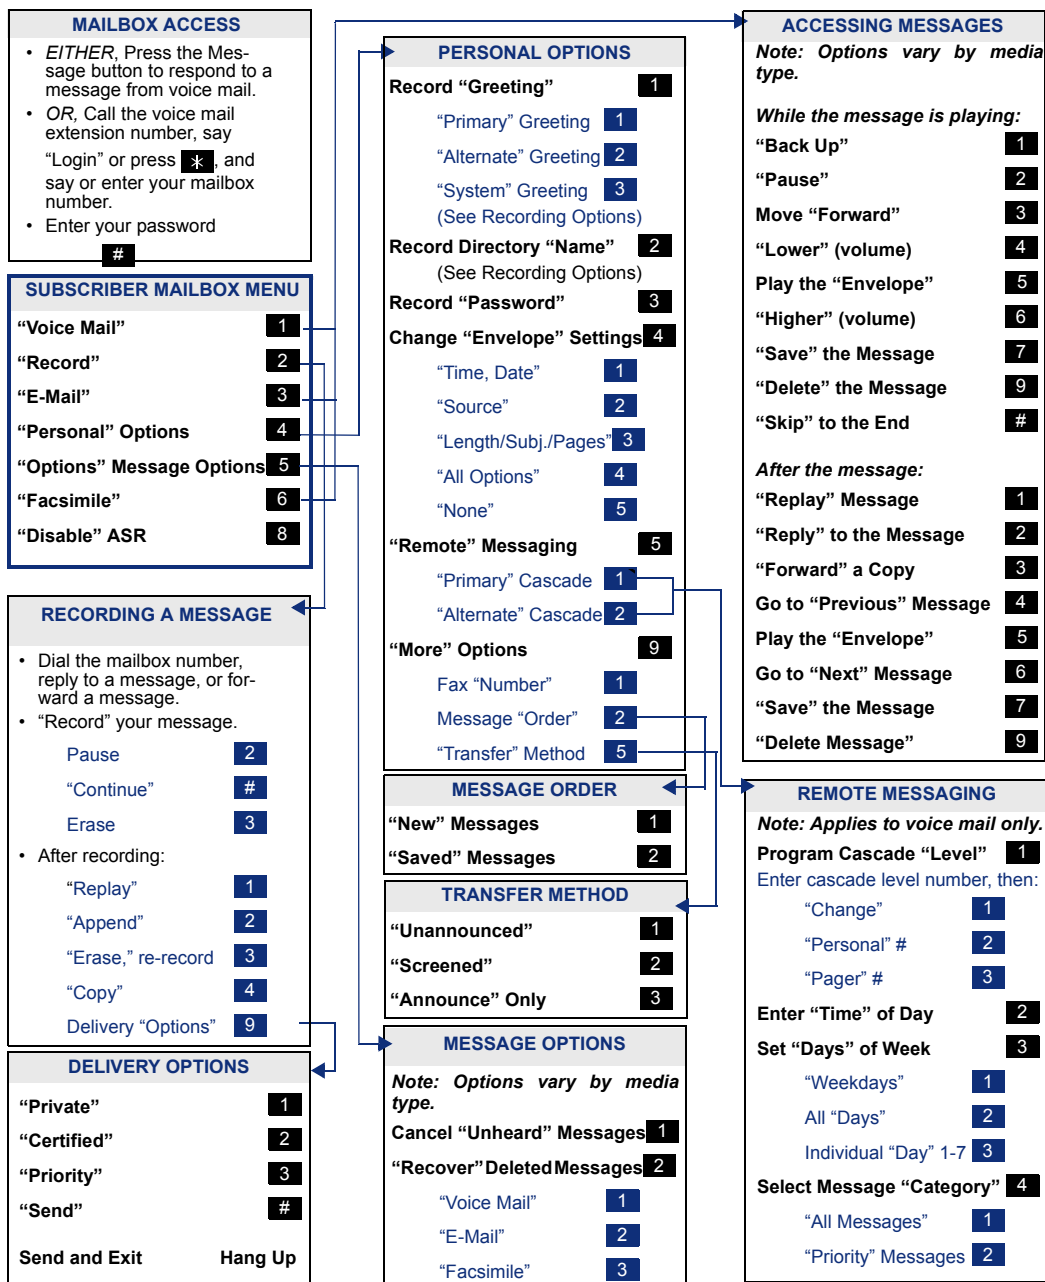 MAILBOX ACCESS
• EITHER, Press the Mes-
sage button to respond to a
message from voice mail.
• OR, Call the voice mail
extension number, say
“Login” or press * , and
say or enter your mailbox
number.
• Enter your password
#
SUBSCRIBER MAILBOX MENU
“Voice Mail” 1
“Record” 2
“E-Mail” 3
“Personal” Options 4
“Options” Message Options 5
“Facsimile” 6
“Disable” ASR 8
RECORDING A MESSAGE
• Dial the mailbox number,
reply to a message, or for-
ward a message.
• “Record” your message.
Pause 2
“Continue” #
Erase 3
• After recording:
“Replay” 1
“Append” 2
“Erase,” re-record 3
“Copy” 4
Delivery “Options” 9
DELIVERY OPTIONS
“Private” 1
“Certified” 2
“Priority” 3
“Send” #
Send and Exit Hang Up
PERSONAL OPTIONS
Record “Greeting” 1
“Primary” Greeting 1
“Alternate” Greeting 2
“System” Greeting 3
(See Recording Options)
Record Directory “Name” 2
(See Recording Options)
Record “Password” 3
Change “Envelope” Settings 4
“Time, Date” 1
“Source” 2
“Length/Subj./Pages” 3
“All Options” 4
“None” 5
“Remote” Messaging 5
“Primary” Cascade 1
“Alternate” Cascade 2
“More” Options 9
Fax “Number” 1
Message “Order” 2
“Transfer” Method 5
MESSAGE ORDER
“New” Messages 1
“Saved” Messages 2
TRANSFER METHOD
“Unannounced” 1
“Screened” 2
“Announce” Only 3
MESSAGE OPTIONS
Note: Options vary by media
type.
Cancel “Unheard” Messages 1
“Recover” Deleted Messages 2
“Voice Mail” 1
“E-Mail” 2
“Facsimile” 3
ACCESSING MESSAGES
Note: Options vary by media
type.
While the message is playing:
“Back Up” 1
“Pause” 2
Move “Forward” 3
“Lower” (volume) 4
Play the “Envelope” 5
“Higher” (volume) 6
“Save” the Message 7
“Delete” the Message 9
“Skip” to the End #
After the message:
“Replay” Message 1
“Reply” to the Message 2
“Forward” a Copy 3
Go to “Previous” Message 4
Play the “Envelope” 5
Go to “Next” Message 6
“Save” the Message 7
“Delete Message” 9
REMOTE MESSAGING
Note: Applies to voice mail only.
Program Cascade “Level” 1
Enter cascade level number, then:
“Change” 1
“Personal” # 2
“Pager” # 3
Enter “Time” of Day 2
Set “Days” of Week 3
“Weekdays” 1
All “Days” 2
Individual “Day” 1-7 3
Select Message “Category” 4
“All Messages” 1
“Priority” Messages 2